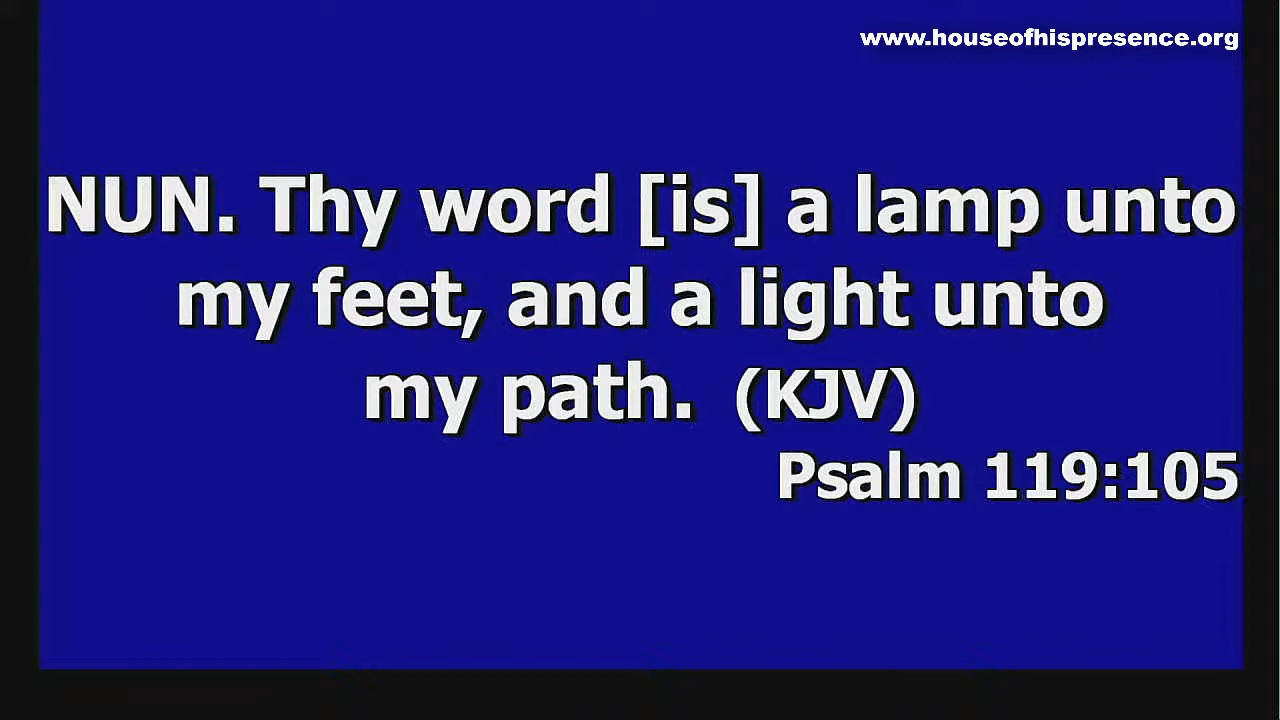 www.houseofhispresence.org
NUN. Thy word [is] a lamp unto
my feet, and a light unto
my path. (KJV)
Psalm 119:105